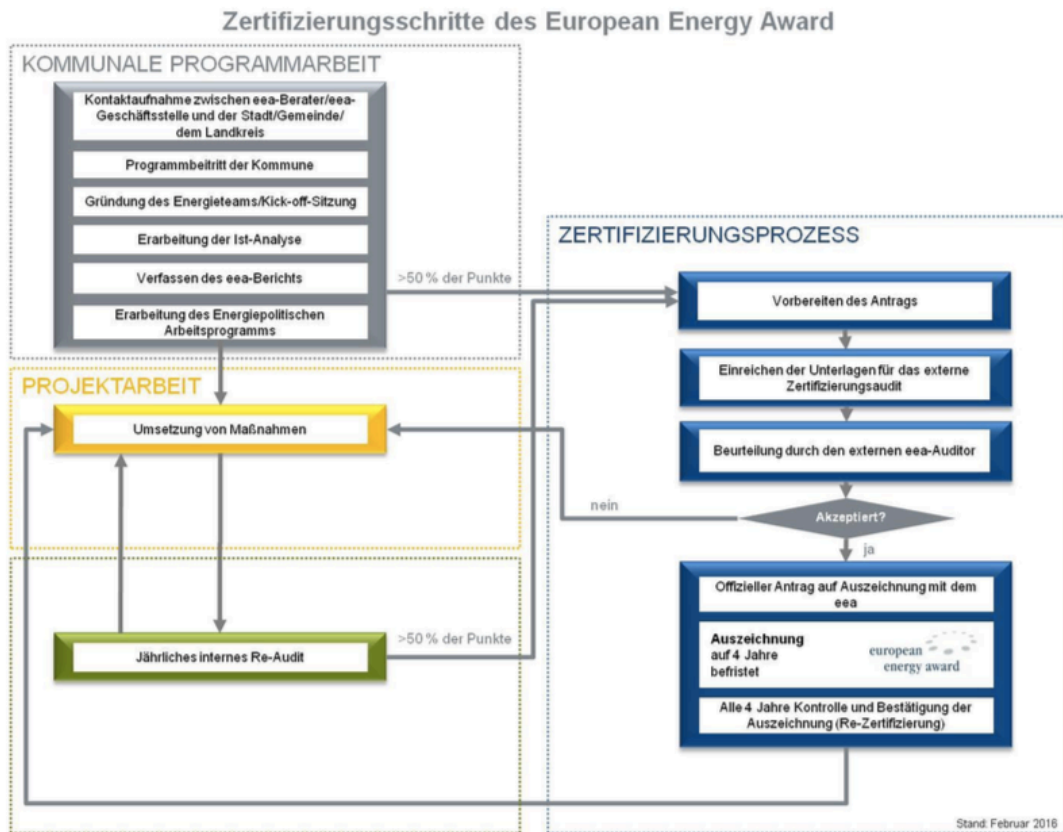 Zertifizierungsschritte des European Energy Award
KOMMUNALE PROGRAMMARBEIT
Kontaktaufnahme zwischen eea-Berater/eea-
Geschäftsstelle und der Stadt/Gemeinde/
dem Landkreis
Programmbeitritt der Kommune
Gründung des Energieteams/Kick-off-Sitzung
Erarbeitung der Ist-Analyse
Verfassen des eea-Berichts
Erarbeitung des Energiepolitischen
Arbeitsprogramms
>50 % der Punkte
PROJEKTARBEIT
Umsetzung von Maßnahmen
Jährliches internes Re-Audit
>50 % der Punkte
ZERTIFIZIERUNGSPROZESS
Vorbereiten des Antrags
Einreichen der Unterlagen für das externe
Zertifizierungsaudit
Beurteilung durch den externen eea-Auditor
Akzeptiert?
nein
ja
Offizieller Antrag auf Auszeichnung mit dem
eea
Auszeichnung
auf 4 Jahre
befristet
european
energy award
Alle 4 Jahre Kontrolle und Bestätigung der
Auszeichnung (Re-Zertifizierung)
Stand: Februar 2016